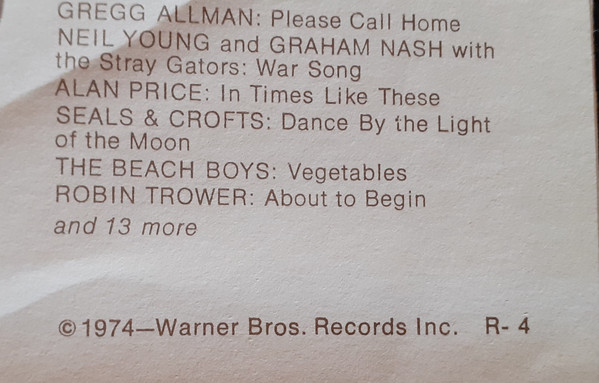 GREGG ALLMAN: Please Call Home
NEIL YOUNG and GRAHAM NASH with
the Stray Gators: War Song
ALAN PRICE: In Times Like These
SEALS & CROFTS: Dance By the Light
of the Moon
THE BEACH BOYS: Vegetables
ROBIN TROWER: About to Begin
and 13 more
©1974—Warner Bros. Records Inc. R- 4